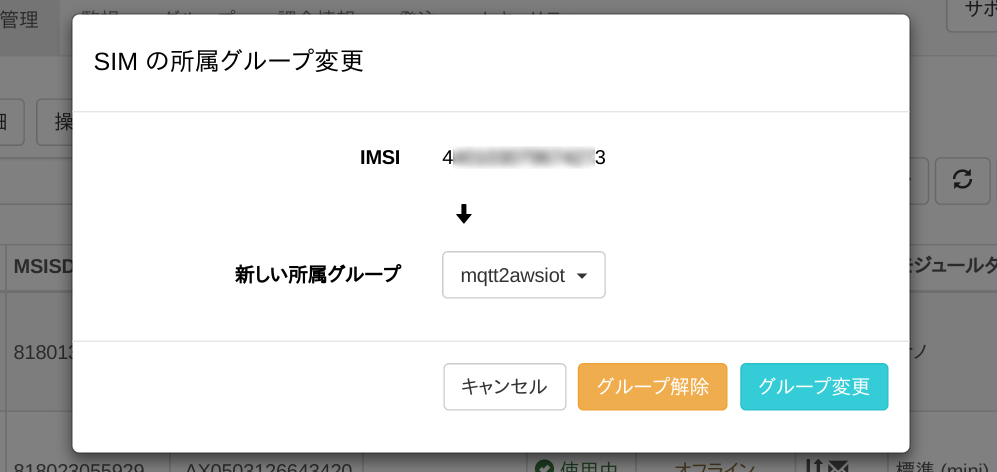 管理
サポ
SIM の所属グループ変更
細
操
IMSI 4 3
新しい所属グループ mqtt2awsiot
MSISD
モジュールタ
818013
ナノ
キャンセル グループ解除 グループ変更
818023055929 AX0503126643420 使用中 オフライン 標準 (mini)